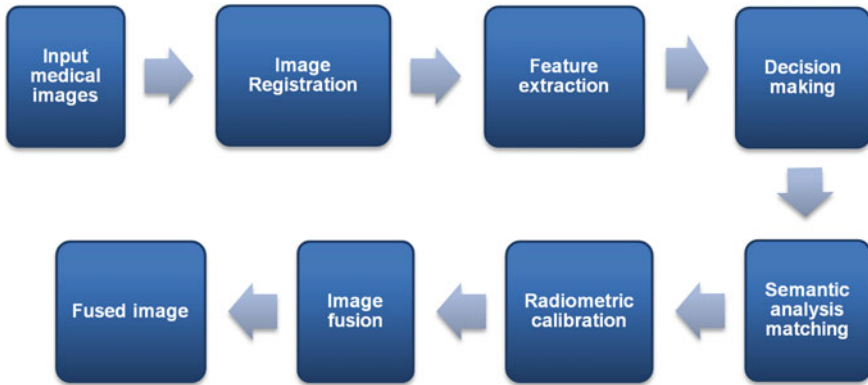 Input
medical
images
Image
Registration
Feature
extraction
Decision
making
Semantic
analysis
matching
Radiometric
calibration
Image
fusion
Fused image